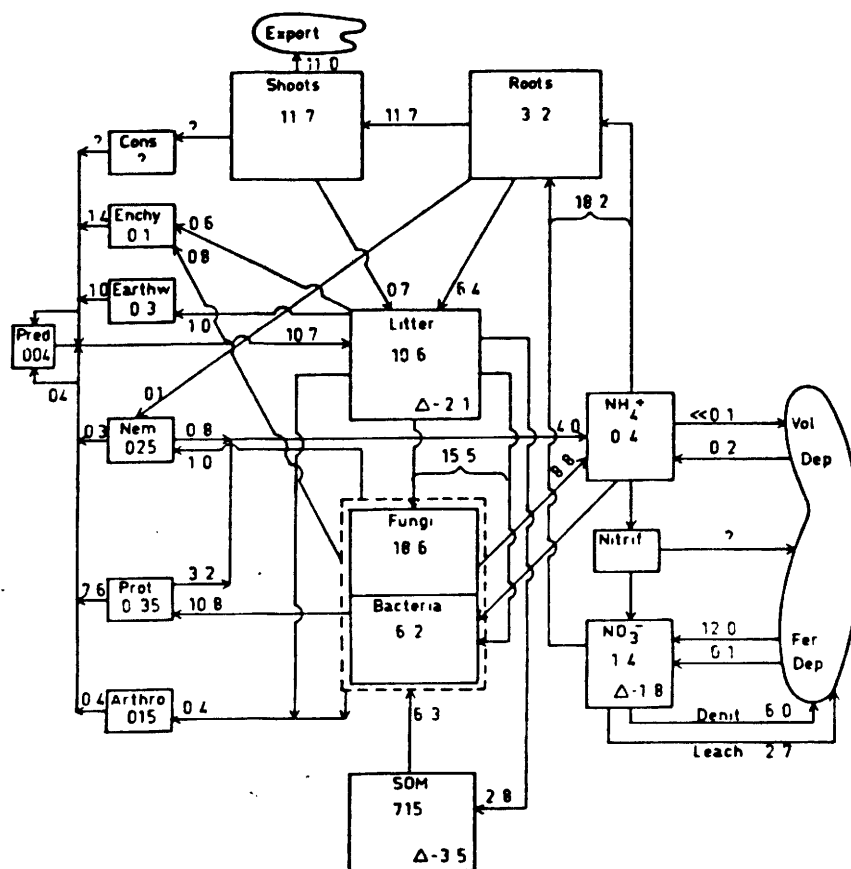 Export
11.0
Shoots
11.7
Roots
3.2
11.7
?
?
Cons
?
1.4
Enchy
0.1
0.6
0.8
18.2
1.0
Earthw
0.3
1.0
0.7
6.4
Pred
004
10.7
Litter
10.6
Δ-2.1
0.4
0.1
0.3
Nem
025
0.8
1.0
4.0
NH₄⁺
0.4
<<0.1
Vol
0.2
Dep
15.5
8.8
Fungi
18.6
Nitrif
?
2.6
Prot
0.35
3.2
10.8
Bacteria
6.2
NO₃⁻
1.4
Δ-1.8
12.0
Fer
0.1
Dep
0.4
Arthro
015
0.4
6.3
Denit 6.0
Leach 2.7
SOM
715
Δ-3.5
2.8